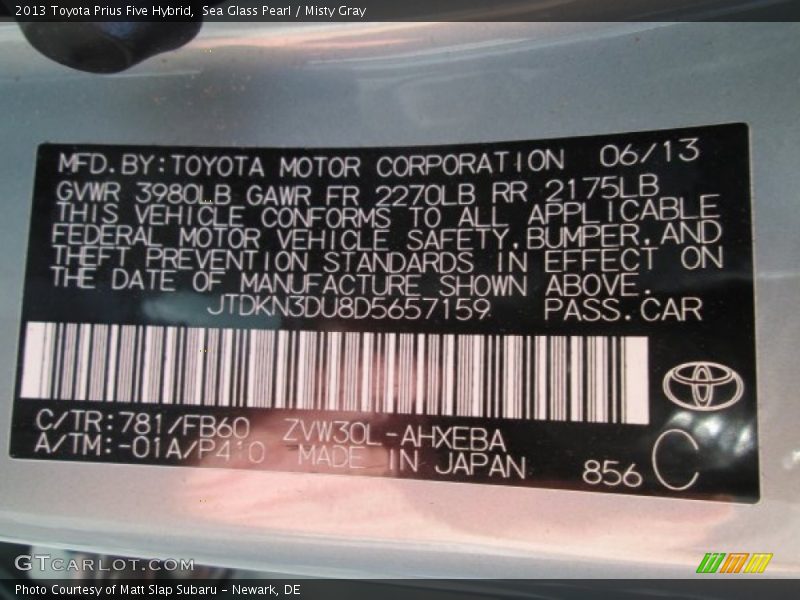 2013 Toyota Prius Five Hybrid, Sea Glass Pearl / Misty Gray
MFD.BY:TOYOTA MOTOR CORPORATION 06/13
GVWR 3980LB GAWR FR 2270LB RR 2175LB
THIS VEHICLE CONFORMS TO ALL APPLICABLE
FEDERAL MOTOR VEHICLE SAFETY,BUMPER,AND
THEFT PREVENTION STANDARDS IN EFFECT ON
THE DATE OF MANUFACTURE SHOWN ABOVE.
JTDKN3DU8D5657159 PASS.CAR
C/TR:781/FB60 ZVW30L-AHXEBA
A/TM:-01A/P410 MADE IN JAPAN 856 C
GTCARLOT.COM
Photo Courtesy of Matt Slap Subaru - Newark, DE